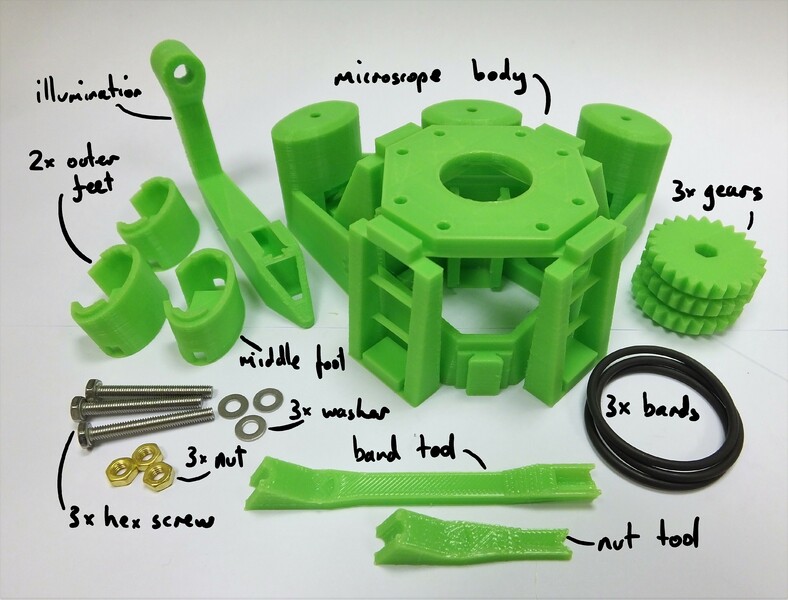 microscope body
illumination
2x outer
feet
3x gears
middle foot
3x washer
3x bands
band tool
3x nut
3x hex screw
nut tool